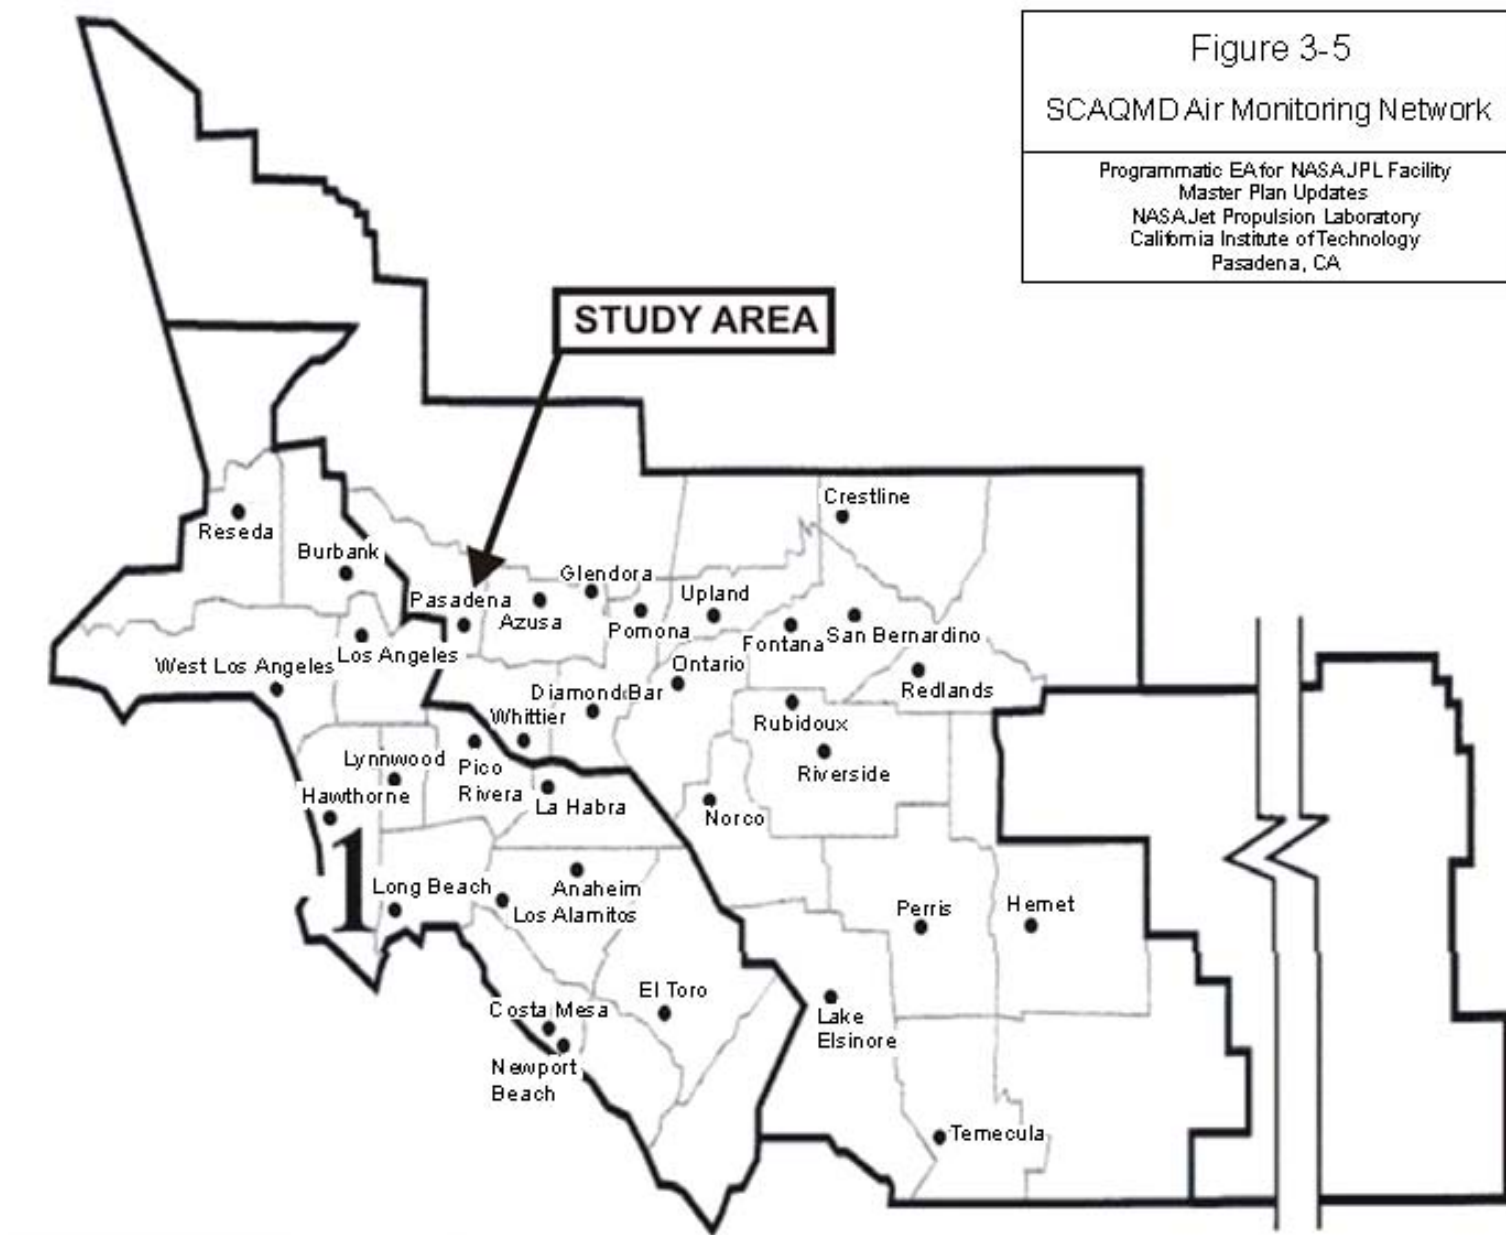 Figure 3-5
SCAQMD Air Monitoring Network
Programmatic EA for NASA JPL Facility
Master Plan Updates
NASA Jet Propulsion Laboratory
California Institute of Technology
Pasadena, CA
STUDY AREA
Crestline
Reseda
Burbank
Glendora
Pasadena
Azusa
Upland
Pomona
Fontana
San Bernardino
West Los Angeles
Los Angeles
Ontario
Redlands
Diamond Bar
Whittier
Rubidoux
Lynnwood
Pico
Rivera
Riverside
Hawthorne
La Habra
Norco
1
Long Beach
Anaheim
Los Alamitos
Perris
Hemet
El Toro
Costa Mesa
Lake
Elsinore
Newport
Beach
Temecula